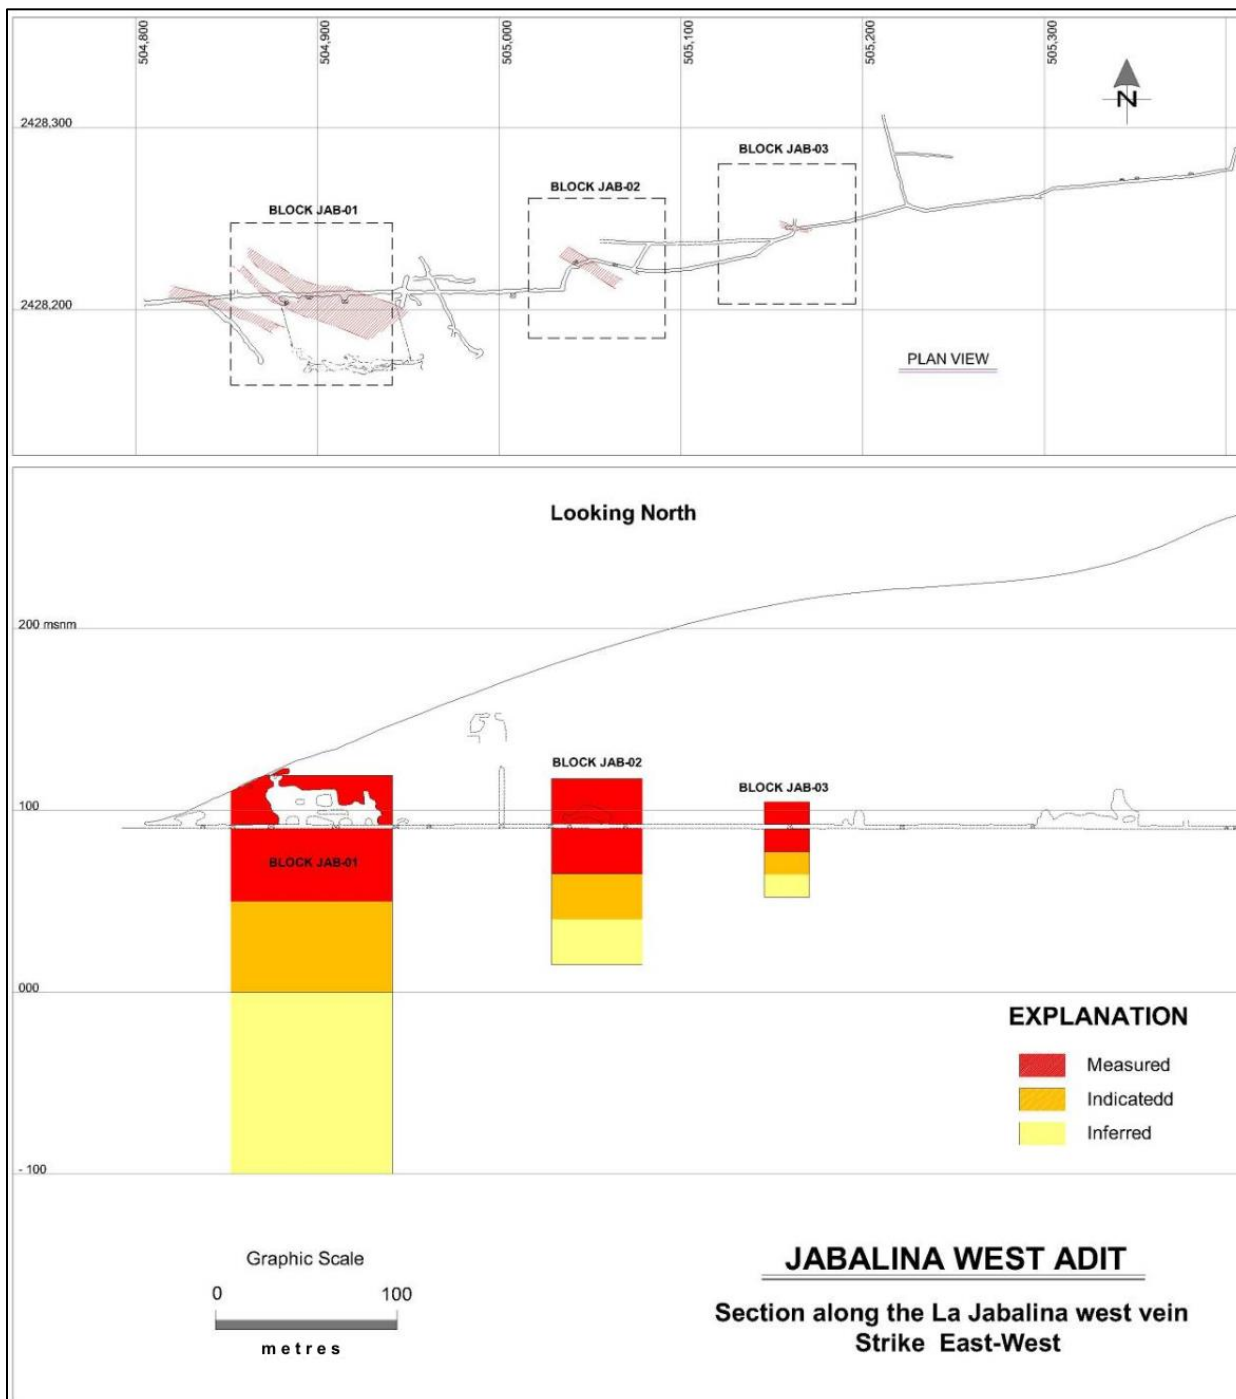 504,800
504,900
505,000
505,100
505,200
505,300
N
2428,300
BLOCK JAB-03
BLOCK JAB-02
BLOCK JAB-01
2428,200
PLAN VIEW
Looking North
200 msnm
BLOCK JAB-02
BLOCK JAB-03
100
BLOCK JAB-01
000
EXPLANATION
Measured
Indicatedd
Inferred
- 100
Graphic Scale
0 100
metres
JABALINA WEST ADIT
Section along the La Jabalina west vein
Strike East-West